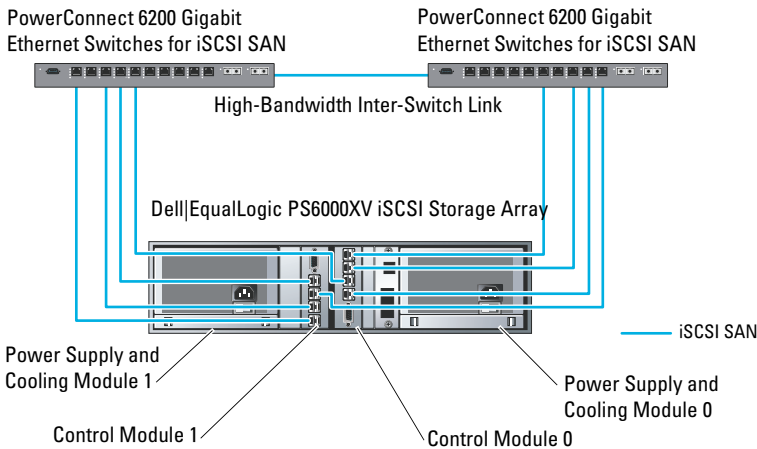 PowerConnect 6200 Gigabit
Ethernet Switches for iSCSI SAN
PowerConnect 6200 Gigabit
Ethernet Switches for iSCSI SAN
High-Bandwidth Inter-Switch Link
Dell|EqualLogic PS6000XV iSCSI Storage Array
iSCSI SAN
Power Supply and
Cooling Module 1
Power Supply and
Cooling Module 0
Control Module 1
Control Module 0